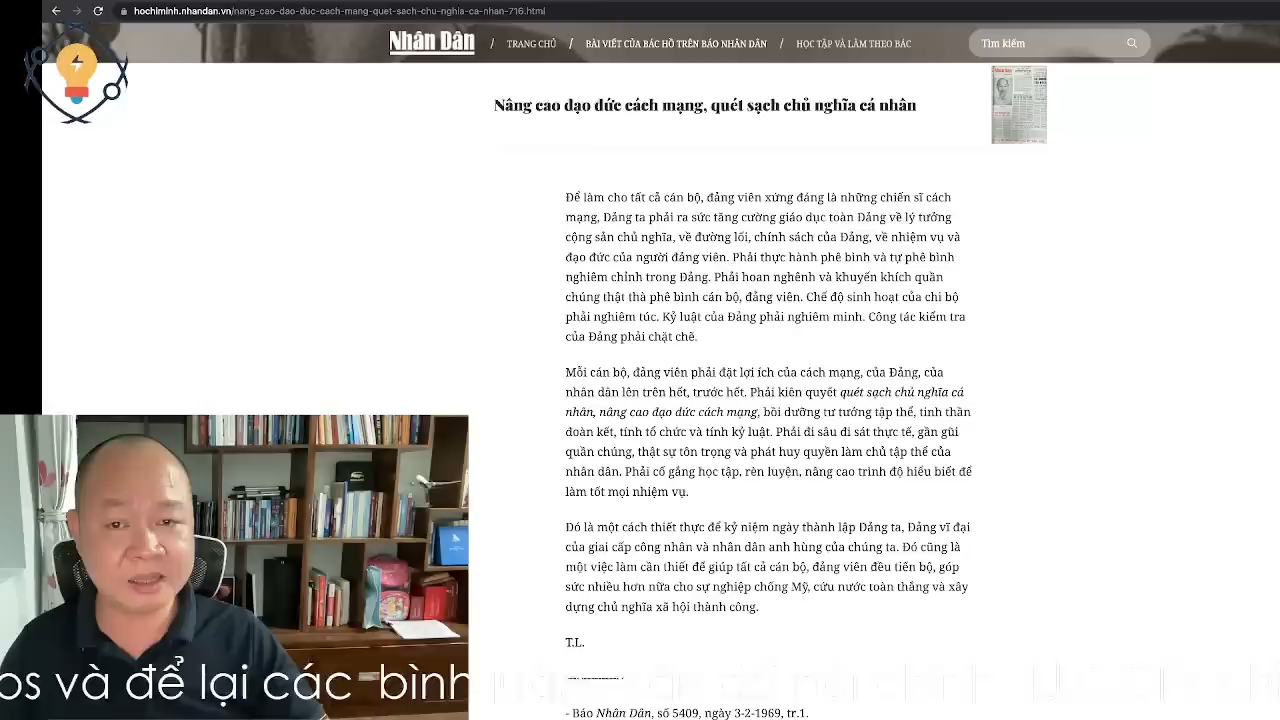 hochiminh.nhandan.vn/nang-cao-dao-duc-cach-mang-quet-sach-chu-nghia-ca-nhan-716.html
Nhân Dân / TRANG CHỦ / BÀI VIẾT CỦA BÁC HỒ TRÊN BÁO NHÂN DÂN / HỌC TẬP VÀ LÀM THEO BÁC Tìm kiếm
Nâng cao đạo đức cách mạng, quét sạch chủ nghĩa cá nhân
Để làm cho tất cả cán bộ, đảng viên xứng đáng là những chiến sĩ cách
mạng, Đảng ta phải ra sức tăng cường giáo dục toàn Đảng về lý tưởng
cộng sản chủ nghĩa, về đường lối, chính sách của Đảng, về nhiệm vụ và
đạo đức của người đảng viên. Phải thực hành phê bình và tự phê bình
nghiêm chỉnh trong Đảng. Phải hoan nghênh và khuyến khích quần
chúng thật thà phê bình cán bộ, đảng viên. Chế độ sinh hoạt của chi bộ
phải nghiêm túc. Kỷ luật của Đảng phải nghiêm minh. Công tác kiểm tra
của Đảng phải chặt chẽ.
Mỗi cán bộ, đảng viên phải đặt lợi ích của cách mạng, của Đảng, của
nhân dân lên trên hết, trước hết. Phải kiên quyết quét sạch chủ nghĩa cá
nhân, nâng cao đạo đức cách mạng, bồi dưỡng tư tưởng tập thể, tinh thần
đoàn kết, tính tổ chức và tính kỷ luật. Phải đi sâu đi sát thực tế, gần gũi
quần chúng, thật sự tôn trọng và phát huy quyền làm chủ tập thể của
nhân dân. Phải cố gắng học tập, rèn luyện, nâng cao trình độ hiểu biết để
làm tốt mọi nhiệm vụ.
Đó là một cách thiết thực để kỷ niệm ngày thành lập Đảng ta, Đảng vĩ đại
của giai cấp công nhân và nhân dân anh hùng của chúng ta. Đó cũng là
một việc làm cần thiết để giúp tất cả cán bộ, đảng viên đều tiến bộ, góp
sức nhiều hơn nữa cho sự nghiệp chống Mỹ, cứu nước toàn thắng và xây
dựng chủ nghĩa xã hội thành công.
T.L.
os và để lại các bình
- Báo Nhân Dân, số 5409, ngày 3-2-1969, tr.1.